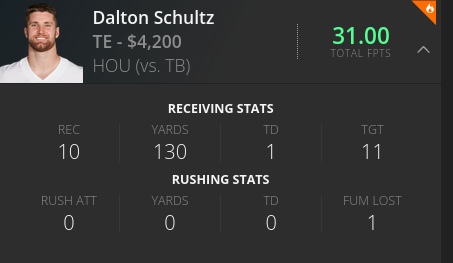 Dalton Schultz
TE - $4,200
HOU (vs. TB)
31.00
TOTAL FPTS
RECEIVING STATS
REC YARDS TD TGT
10 130 1 11
RUSHING STATS
RUSH ATT YARDS TD FUM LOST
0 0 0 1